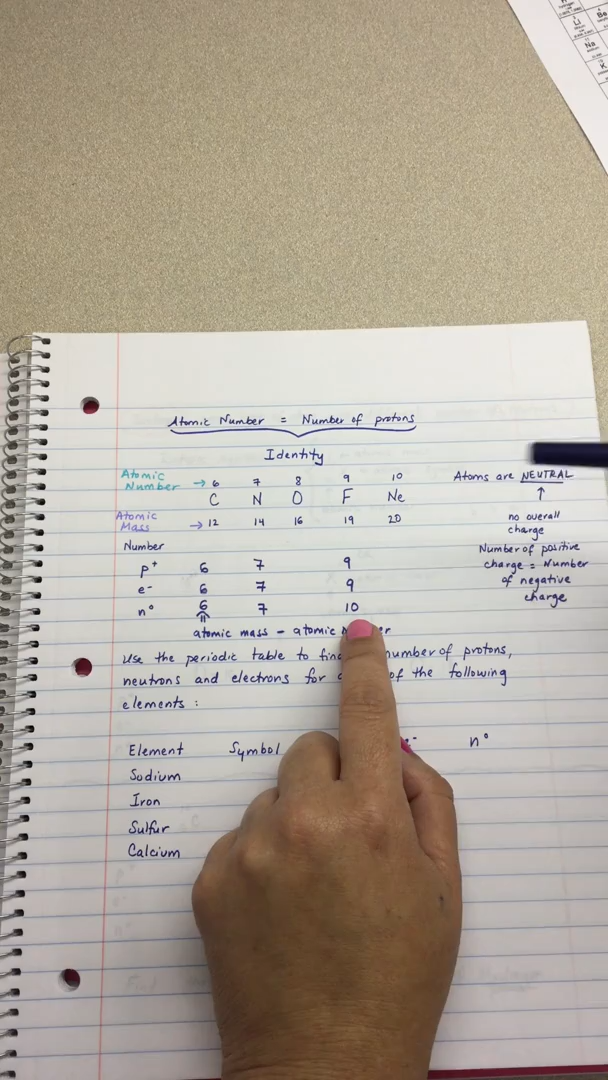 Li
Be
Na
K
Atomic Number = Number of protons
Identity
Atomic Number → 6 7 8 9 10
C N O F Ne
Atomic Mass → 12 14 16 19 20
Number
p+ 6 7 9
e- 6 7 9
n° 6 7 10
atomic mass - atomic
Atoms are NEUTRAL
no overall
charge
Number of positive
charge = Number
of negative
charge
Use the periodic table to find number of protons,
neutrons and electrons for of the following
elements :
Element Symbol e- n°
Sodium
Iron
Sulfur
Calcium